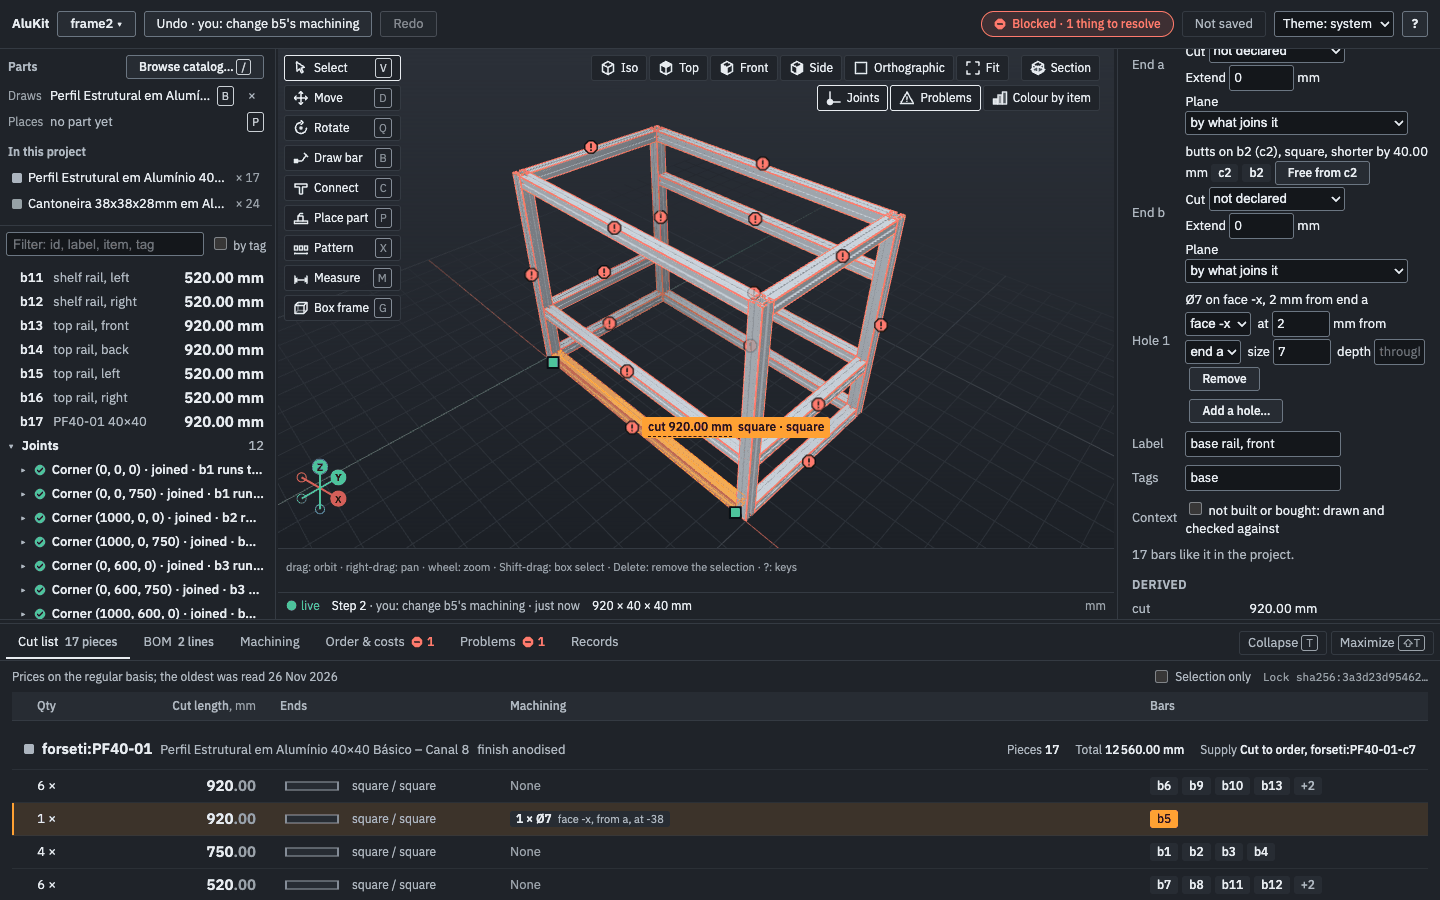 AluKit frame2 ▾ Undo · you: change b5's machining Redo Blocked · 1 thing to resolve Not saved Theme: system ?
Parts Browse catalog... /
Draws Perfil Estrutural em Alumí... B ×
Places no part yet P
In this project
Perfil Estrutural em Alumínio 40... × 17
Cantoneira 38x38x28mm em Al... × 24
Filter: id, label, item, tag by tag
b11 shelf rail, left 520.00 mm
b12 shelf rail, right 520.00 mm
b13 top rail, front 920.00 mm
b14 top rail, back 920.00 mm
b15 top rail, left 520.00 mm
b16 top rail, right 520.00 mm
b17 PF40-01 40×40 920.00 mm
Joints 12
Corner (0, 0, 0) · joined · b1 runs t...
Corner (0, 0, 750) · joined · b1 run...
Corner (1000, 0, 0) · joined · b2 r...
Corner (1000, 0, 750) · joined · b...
Corner (0, 600, 0) · joined · b3 run...
Corner (0, 600, 750) · joined · b3 ...
Corner (1000, 600, 0) · joined · b...
Select V
Move D
Rotate Q
Draw bar B
Connect C
Place part P
Pattern X
Measure M
Box frame G
Iso Top Front Side Orthographic Fit Section
Joints Problems Colour by item
cut 920.00 mm square · square
Z
Y
X
drag: orbit · right-drag: pan · wheel: zoom · Shift-drag: box select · Delete: remove the selection · ?: keys
live Step 2 · you: change b5's machining · just now 920 × 40 × 40 mm mm
End a
Cut not declared
Extend 0 mm
Plane
by what joins it
butts on b2 (c2), square, shorter by 40.00
mm c2 b2 Free from c2
End b
Cut not declared
Extend 0 mm
Plane
by what joins it
Hole 1
Ø7 on face -x, 2 mm from end a
face -x at 2 mm from
end a size 7 depth througl
Remove
Add a hole...
Label base rail, front
Tags base
Context not built or bought: drawn and
checked against
17 bars like it in the project.
DERIVED
cut 920.00 mm
Cut list 17 pieces BOM 2 lines Machining Order & costs 1 Problems 1 Records Collapse T Maximize ⇧T
Prices on the regular basis; the oldest was read 26 Nov 2026 Selection only Lock sha256:3a3d23d95462...
Qty Cut length, mm Ends Machining Bars
forseti:PF40-01 Perfil Estrutural em Alumínio 40×40 Básico – Canal 8 finish anodised Pieces 17 Total 12 560.00 mm Supply Cut to order, forseti:PF40-01-c7
6 × 920.00 square / square None b6 b9 b10 b13 +2
1 × 920.00 square / square 1 × Ø7 face -x, from a, at -38 b5
4 × 750.00 square / square None b1 b2 b3 b4
6 × 520.00 square / square None b7 b8 b11 b12 +2